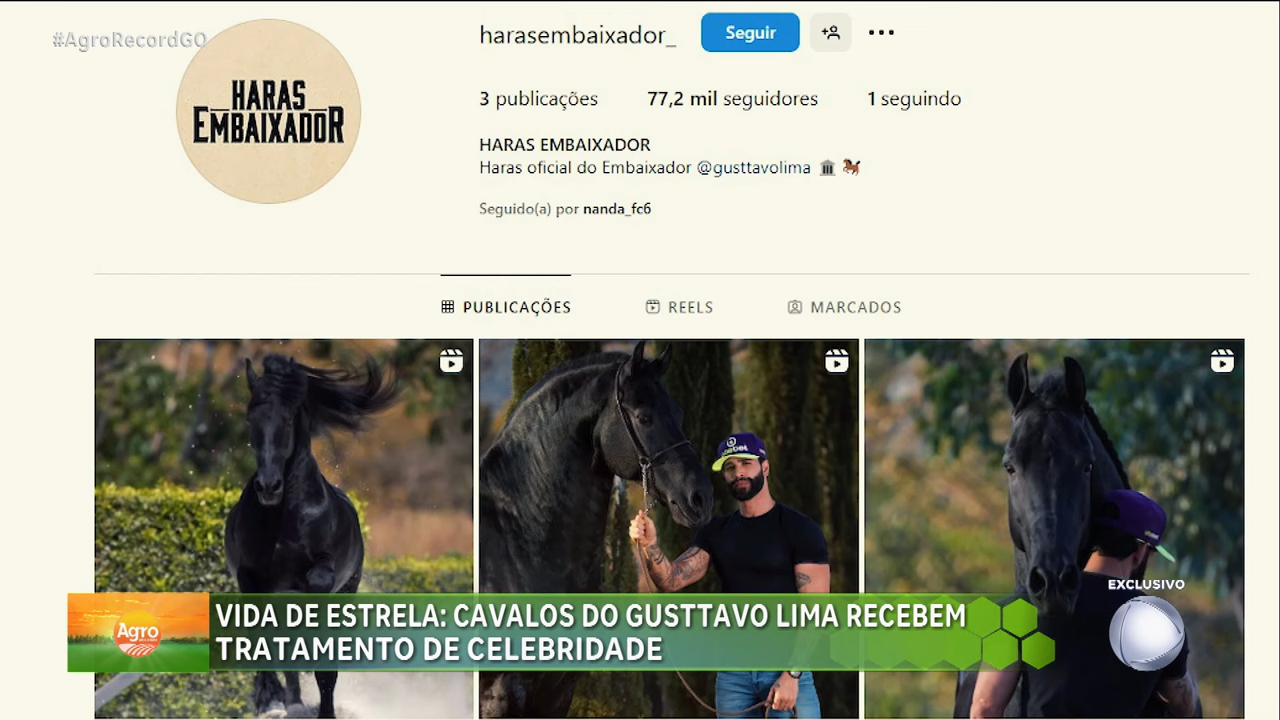 #AgroRecordGO
HARAS
EMBAIXADOR
harasembaixador_
Seguir
3 publicações
77,2 mil seguidores
1 seguindo
HARAS EMBAIXADOR
Haras oficial do Embaixador @gusttavolima
Seguido(a) por nanda_fc6
PUBLICAÇÕES
REELS
MARCADOS
EXCLUSIVO
Agro
VIDA DE ESTRELA: CAVALOS DO GUSTTAVO LIMA RECEBEM
TRATAMENTO DE CELEBRIDADE